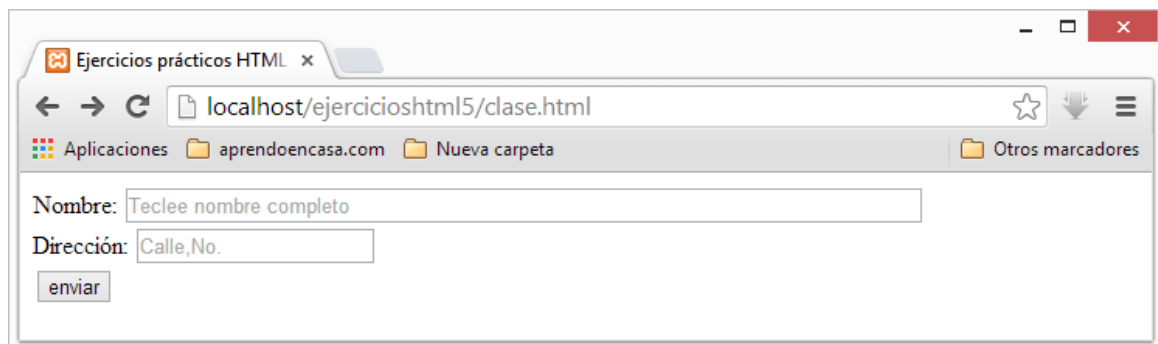 Ejercicios prácticos HTML
localhost/ejercicioshtml5/clase.html
Aplicaciones aprendoencasa.com Nueva carpeta Otros marcadores
Nombre: Teclee nombre completo
Dirección: Calle,No.
enviar